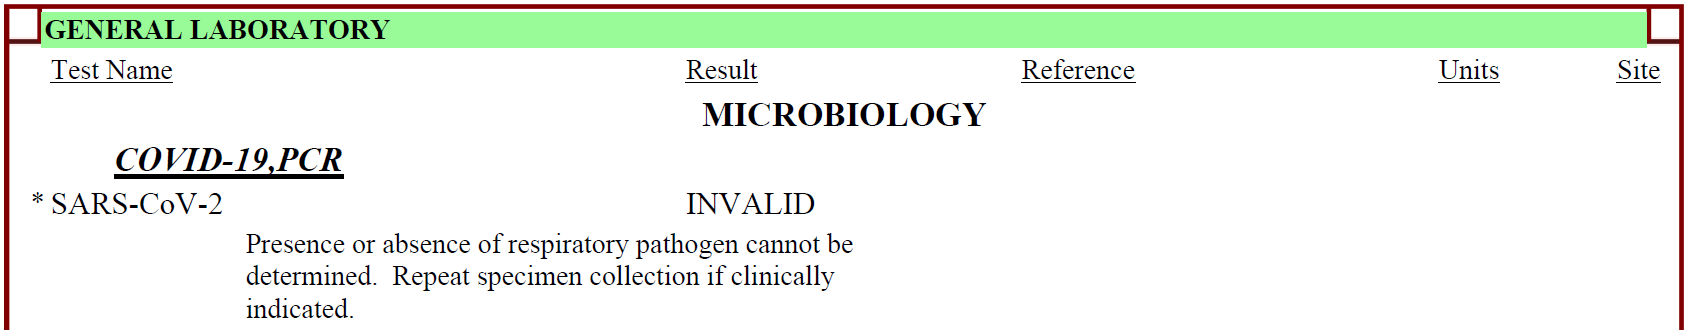 GENERAL LABORATORY
Test Name Result Reference Units Site
MICROBIOLOGY
COVID-19,PCR
* SARS-CoV-2 INVALID
Presence or absence of respiratory pathogen cannot be
determined.  Repeat specimen collection if clinically
indicated.